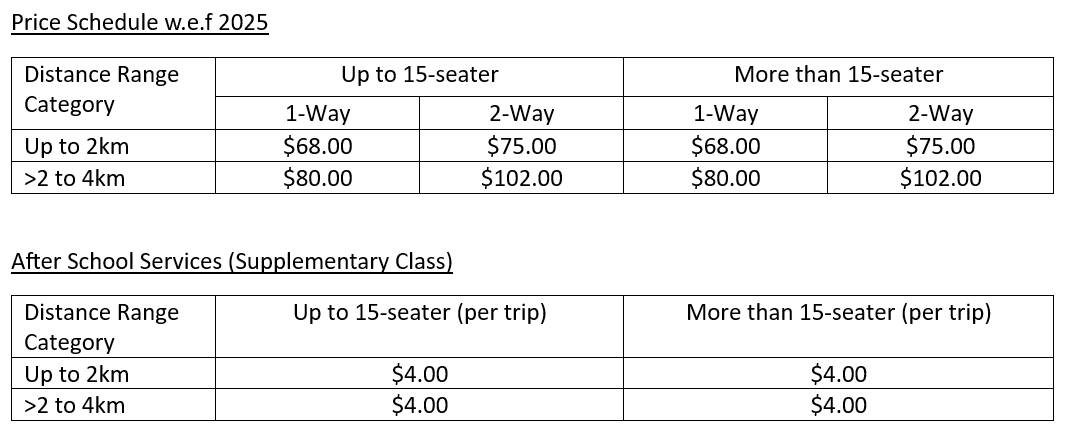 Price Schedule w.e.f 2025
Distance Range Category Up to 15-seater More than 15-seater
1-Way 2-Way 1-Way 2-Way
Up to 2km $68.00 $75.00 $68.00 $75.00
>2 to 4km $80.00 $102.00 $80.00 $102.00
After School Services (Supplementary Class)
Distance Range Category Up to 15-seater (per trip) More than 15-seater (per trip)
Up to 2km $4.00 $4.00
>2 to 4km $4.00 $4.00